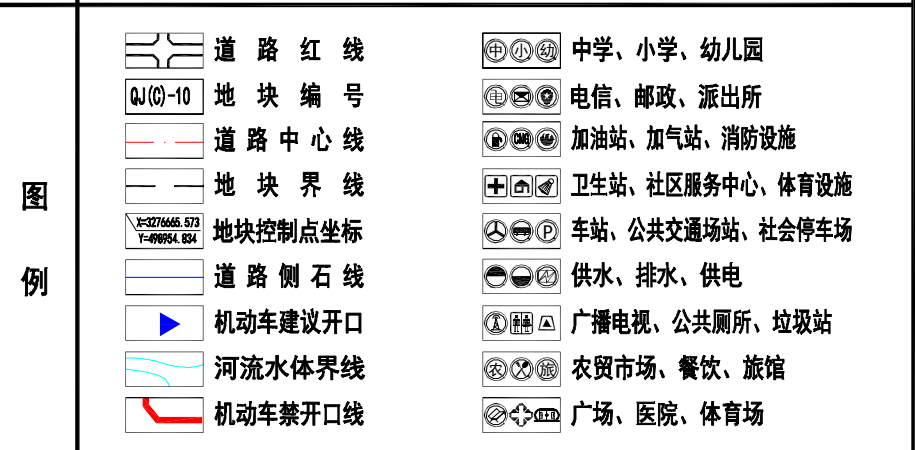 图
例
道路红线
QJ(C)-10 地块编号
道路中心线
地块界线
X=3276665.573
Y=498954.834
地块控制点坐标
道路侧石线
机动车建议开口
河流水体界线
机动车禁开口线
中 小 幼 中学、小学、幼儿园
电 电信、邮政、派出所
CNG 加油站、加气站、消防设施
卫生站、社区服务中心、体育设施
P 车站、公共交通场站、社会停车场
供水、排水、供电
广播电视、公共厕所、垃圾站
农 旅 农贸市场、餐饮、旅馆
广场、医院、体育场